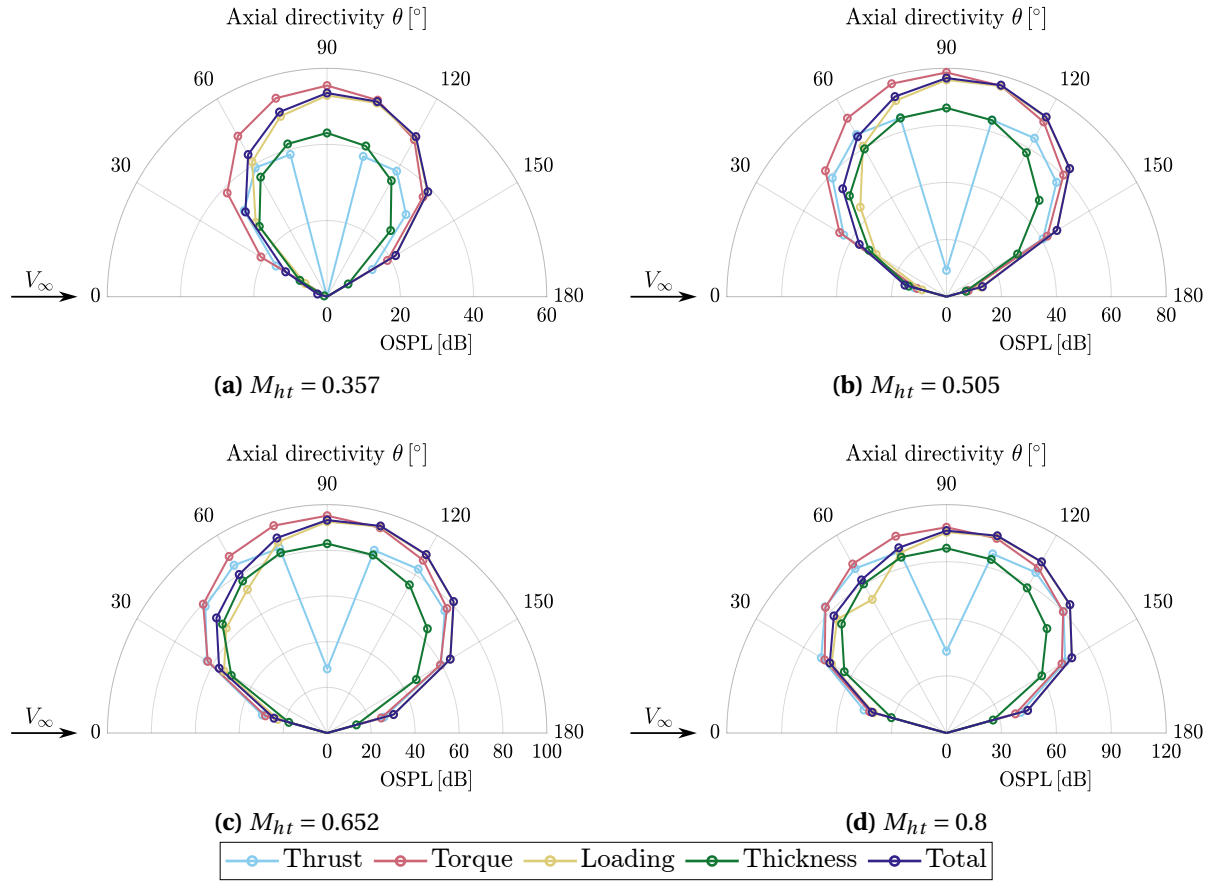 Axial directivity θ [°]
90
60
120
30
150
V∞
0
180
0
20
40
60
OSPL [dB]
(a) Mht = 0.357
Axial directivity θ [°]
90
60
120
30
150
V∞
0
180
0
20
40
60
80
OSPL [dB]
(b) Mht = 0.505
Axial directivity θ [°]
90
60
120
30
150
V∞
0
180
0
20
40
60
80
100
OSPL [dB]
(c) Mht = 0.652
Axial directivity θ [°]
90
60
120
30
150
V∞
0
180
0
30
60
90
120
OSPL [dB]
(d) Mht = 0.8
Thrust Torque Loading Thickness Total